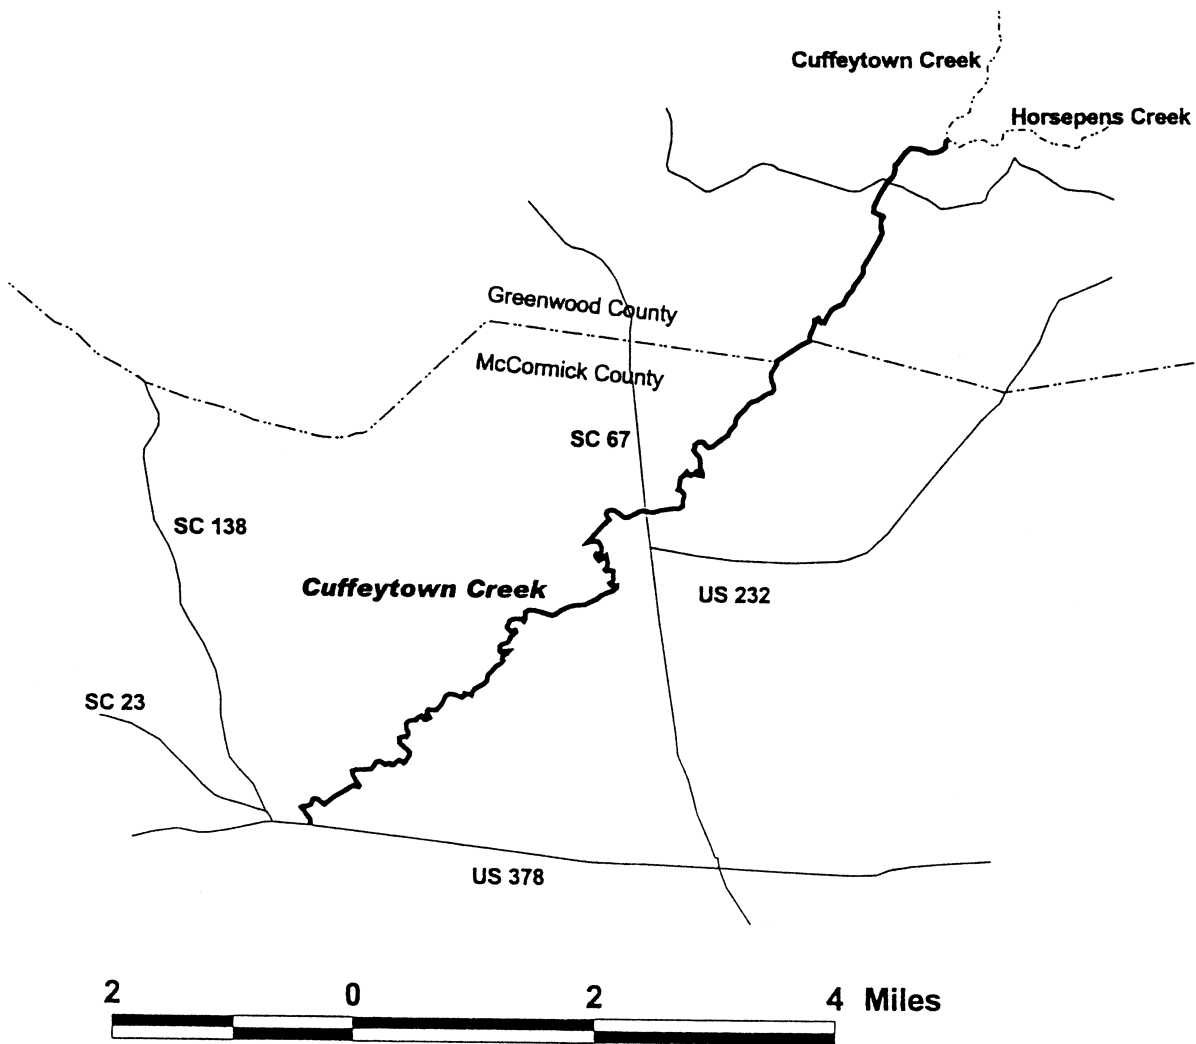 Cuffeytown Creek
Horsepens Creek
Greenwood County
McCormick County
SC 67
SC 138
Cuffeytown Creek
US 232
SC 23
US 378
2 0 2 4 Miles